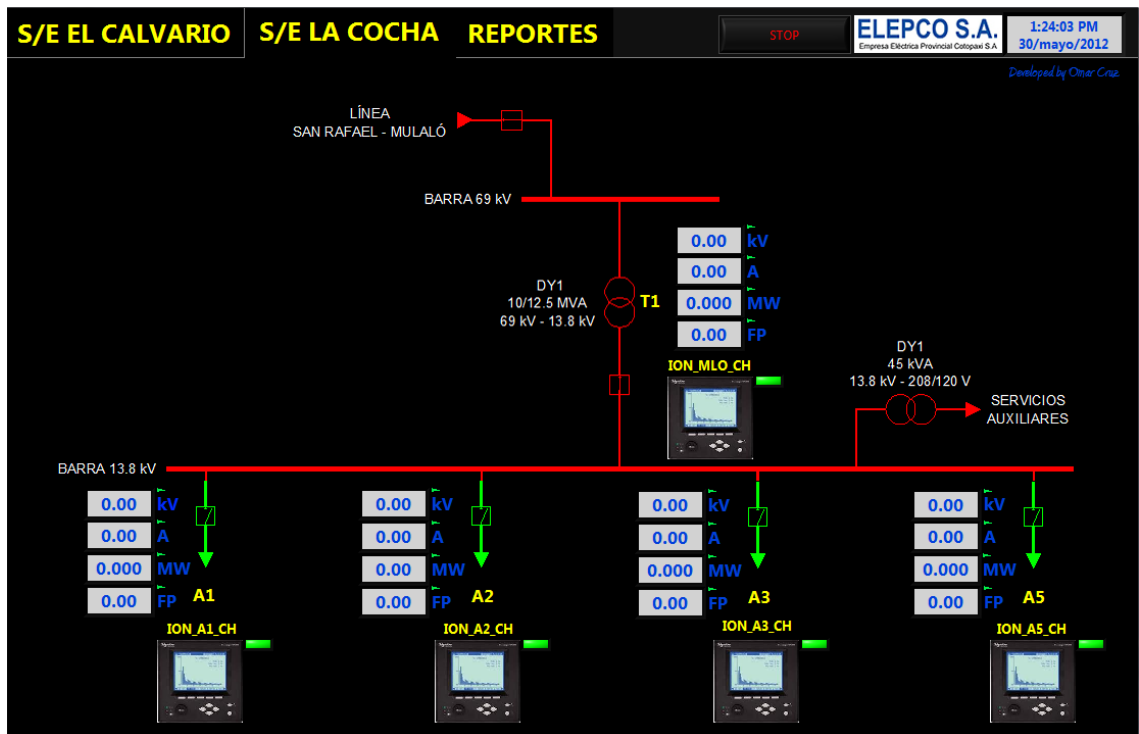 S/E EL CALVARIO
S/E LA COCHA
REPORTES
STOP
ELEPCO S.A.
Empresa Eléctrica Provincial Cotopaxi S.A
1:24:03 PM
30/mayo/2012
Developed by Omar Cruz
LÍNEA
SAN RAFAEL - MULALÓ
BARRA 69 kV
0.00 kV
0.00 A
0.000 MW
0.00 FP
DY1
10/12.5 MVA
69 kV - 13.8 kV
T1
ION_MLO_CH
DY1
45 kVA
13.8 kV - 208/120 V
SERVICIOS
AUXILIARES
BARRA 13.8 kV
0.00 kV
0.00 A
0.000 MW
0.00 FP
A1
ION_A1_CH
0.00 kV
0.00 A
0.00 MW
0.00 FP
A2
ION_A2_CH
0.00 kV
0.00 A
0.000 MW
0.00 FP
A3
ION_A3_CH
0.00 kV
0.00 A
0.000 MW
0.00 FP
A5
ION_A5_CH